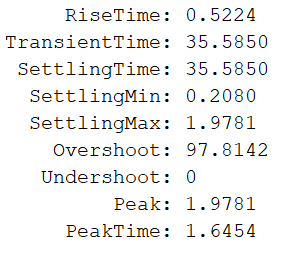 RiseTime: 0.5224
TransientTime: 35.5850
SettlingTime: 35.5850
SettlingMin: 0.2080
SettlingMax: 1.9781
Overshoot: 97.8142
Undershoot: 0
Peak: 1.9781
PeakTime: 1.6454